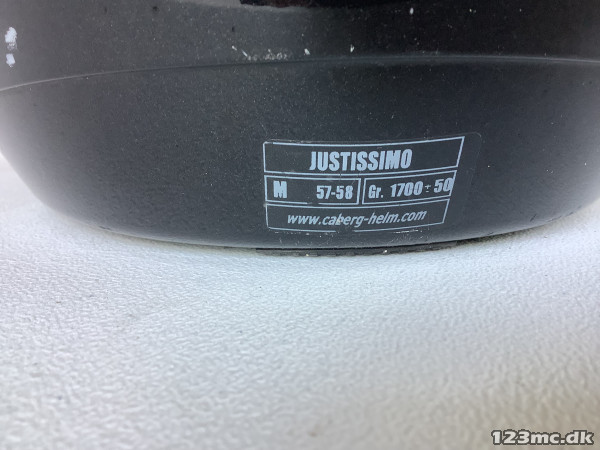 JUSTISSIMO
M 57-58 Gr. 1700 ± 50
www.caberg-helm.com
123mc.dk